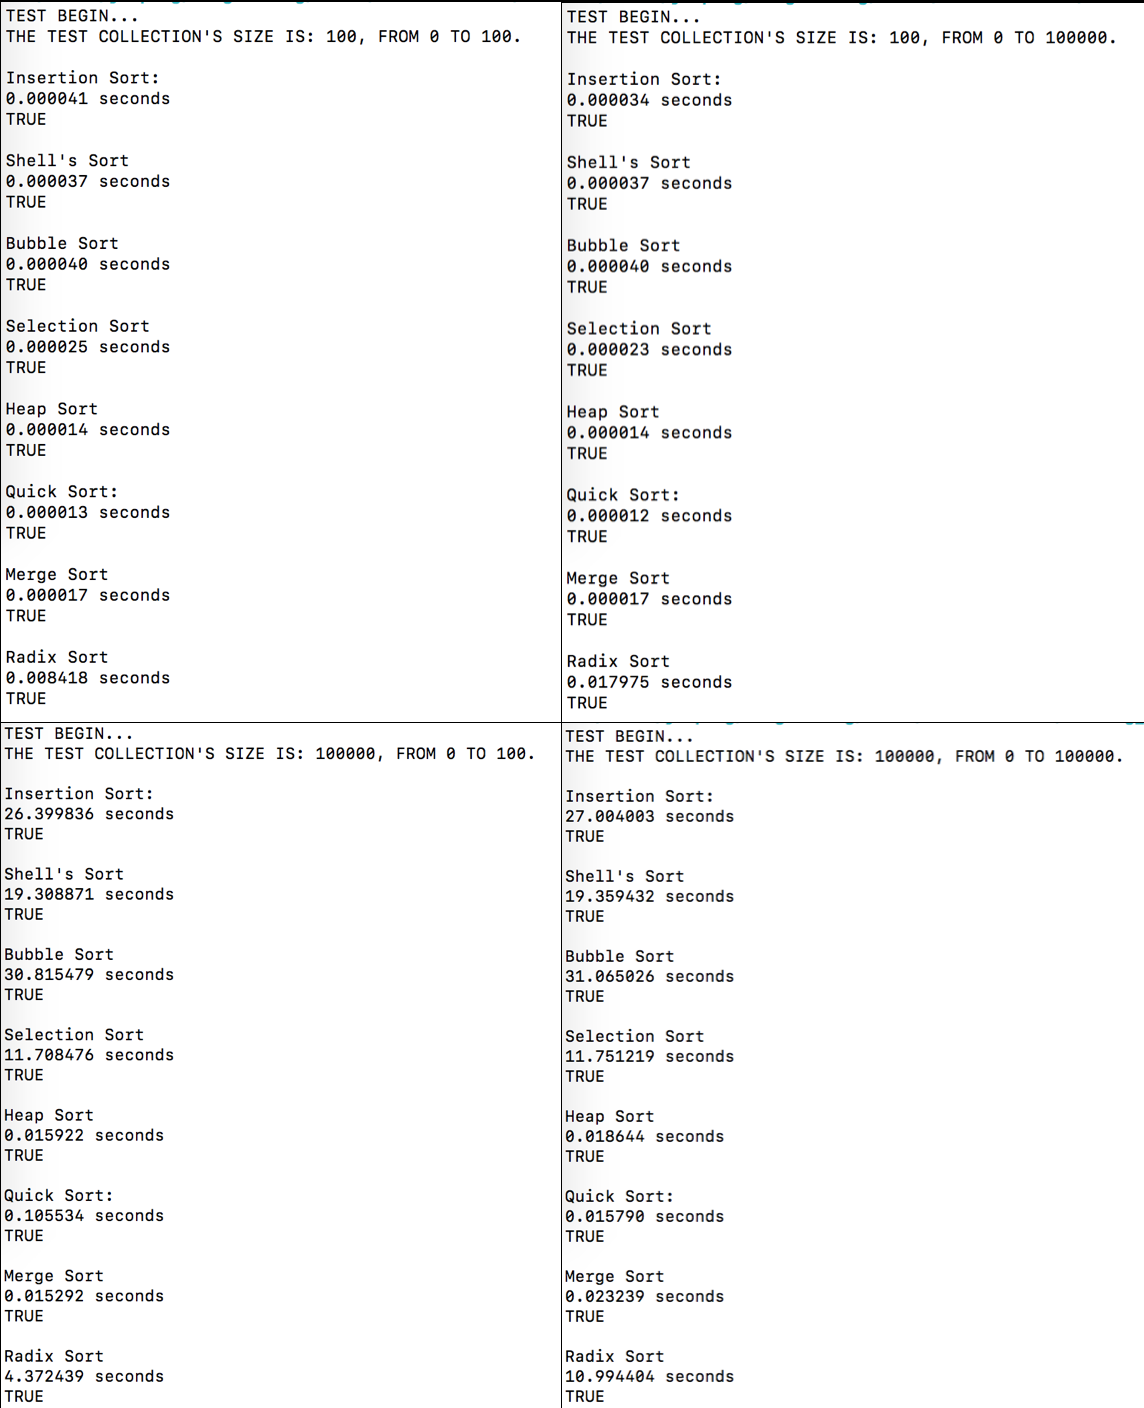 TEST BEGIN...
THE TEST COLLECTION'S SIZE IS: 100, FROM 0 TO 100.
Insertion Sort:
0.000041 seconds
TRUE
Shell's Sort
0.000037 seconds
TRUE
Bubble Sort
0.000040 seconds
TRUE
Selection Sort
0.000025 seconds
TRUE
Heap Sort
0.000014 seconds
TRUE
Quick Sort:
0.000013 seconds
TRUE
Merge Sort
0.000017 seconds
TRUE
Radix Sort
0.008418 seconds
TRUE
TEST BEGIN...
THE TEST COLLECTION'S SIZE IS: 100, FROM 0 TO 100000.
Insertion Sort:
0.000034 seconds
TRUE
Shell's Sort
0.000037 seconds
TRUE
Bubble Sort
0.000040 seconds
TRUE
Selection Sort
0.000023 seconds
TRUE
Heap Sort
0.000014 seconds
TRUE
Quick Sort:
0.000012 seconds
TRUE
Merge Sort
0.000017 seconds
TRUE
Radix Sort
0.017975 seconds
TRUE
TEST BEGIN...
THE TEST COLLECTION'S SIZE IS: 100000, FROM 0 TO 100.
Insertion Sort:
26.399836 seconds
TRUE
Shell's Sort
19.308871 seconds
TRUE
Bubble Sort
30.815479 seconds
TRUE
Selection Sort
11.708476 seconds
TRUE
Heap Sort
0.015922 seconds
TRUE
Quick Sort:
0.105534 seconds
TRUE
Merge Sort
0.015292 seconds
TRUE
Radix Sort
4.372439 seconds
TRUE
TEST BEGIN...
THE TEST COLLECTION'S SIZE IS: 100000, FROM 0 TO 100000.
Insertion Sort:
27.004003 seconds
TRUE
Shell's Sort
19.359432 seconds
TRUE
Bubble Sort
31.065026 seconds
TRUE
Selection Sort
11.751219 seconds
TRUE
Heap Sort
0.018644 seconds
TRUE
Quick Sort:
0.015790 seconds
TRUE
Merge Sort
0.023239 seconds
TRUE
Radix Sort
10.994404 seconds
TRUE